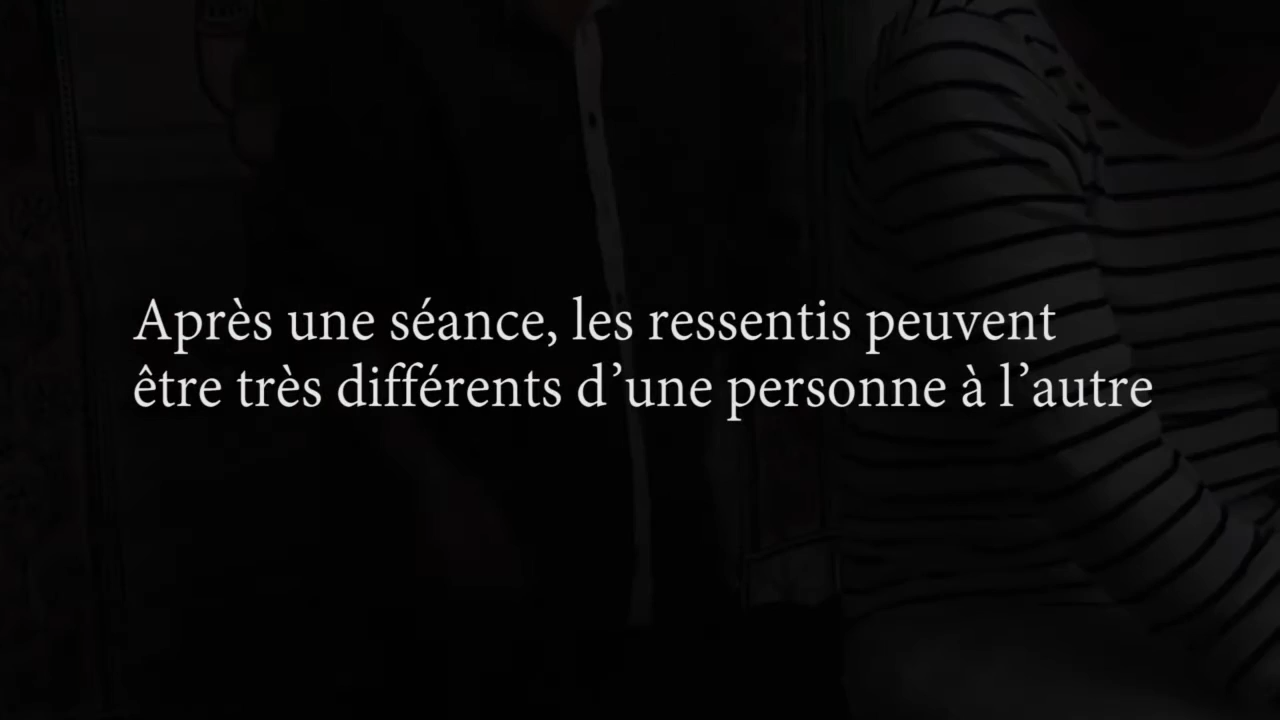 Après une séance, les ressentis peuvent
être très différents d’une personne à l’autre